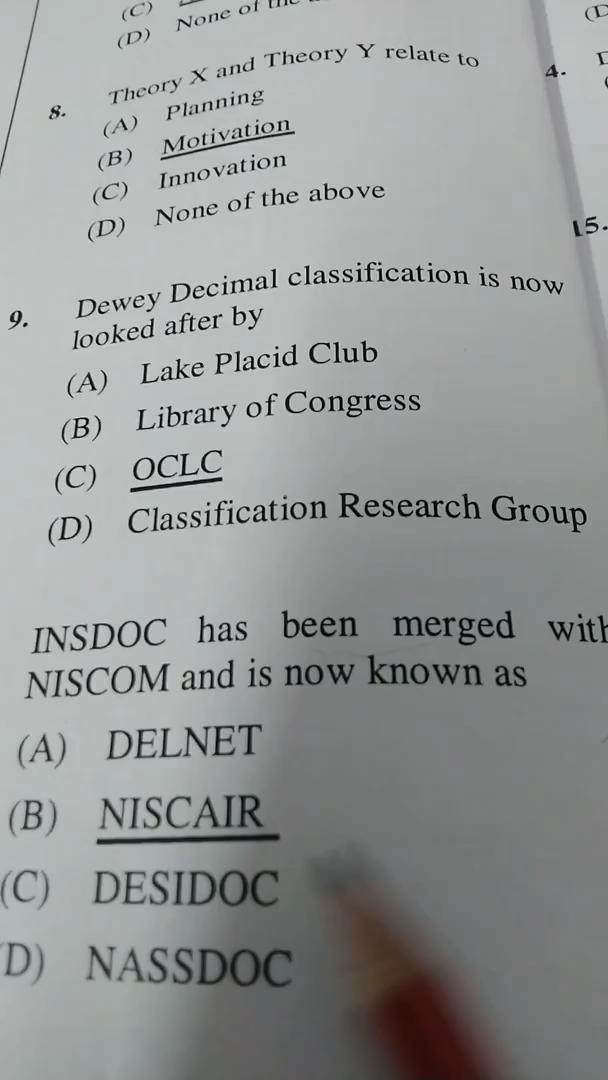 (C)
(D) None of the
8. Theory X and Theory Y relate to
(A) Planning
(B) Motivation
(C) Innovation
(D) None of the above
9. Dewey Decimal classification is now
looked after by
(A) Lake Placid Club
(B) Library of Congress
(C) OCLC
(D) Classification Research Group
INSDOC has been merged with
NISCOM and is now known as
(A) DELNET
(B) NISCAIR
(C) DESIDOC
D) NASSDOC
4.
15.